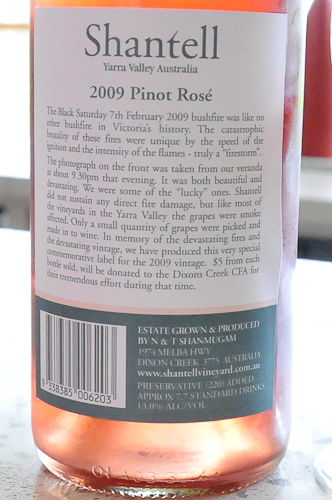 Shantell
Yarra Valley Australia
2009 Pinot Rosé
The Black Saturday 7th February 2009 bushfire was like no
other bushfire in Victoria's history. The catastrophic
brutality of these fires were unique by the speed of the
ignition and the intensity of the flames - truly a "firestorm".
The photograph on the front was taken from our veranda
at about 9.30pm that evening. It was both beautiful and
devastating. We were some of the "lucky" ones. Shantell
did not sustain any direct fire damage, but like most of
the vineyards in the Yarra Valley the grapes were smoke
affected. Only a small quantity of grapes were picked and
made in to wine. In memory of the devastating fires and
the devastating vintage, we have produced this very special
commemorative label for the 2009 vintage. $5 from each
bottle sold, will be donated to the Dixons Creek CFA for
their tremendous effort during that time.
ESTATE GROWN & PRODUCED
BY N & T SHANMUGAM
1974 MELBA HWY
DIXON CREEK 3775 AUSTRALIA
www.shantellvineyard.com.au
PRESERVATIVE (220) ADDED
APPROX 7.7 STANDARD DRINKS
13.0% ALC/VOL
9 338385 006203